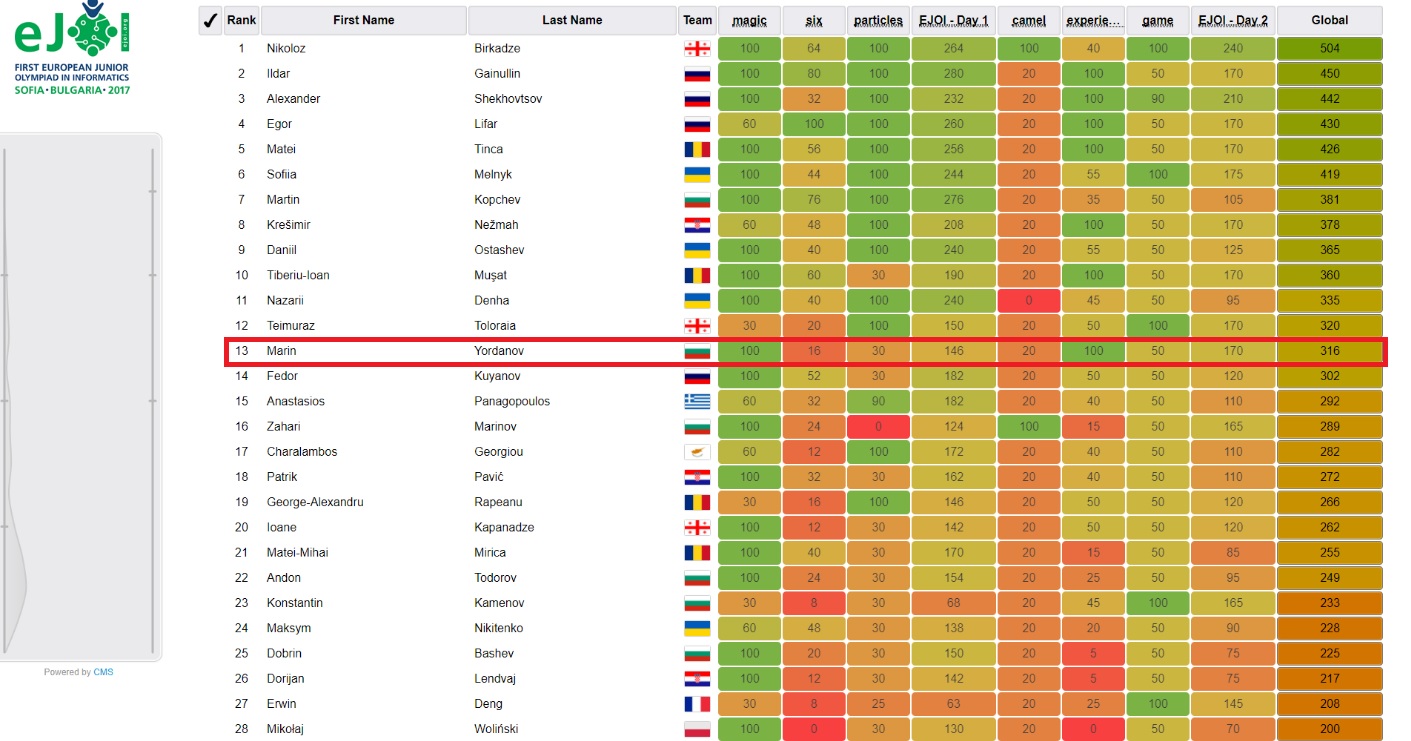 eJOI
ejoi.org
FIRST EUROPEAN JUNIOR
OLYMPIAD IN INFORMATICS
SOFIA • BULGARIA • 2017
Powered by CMS
✓ Rank First Name Last Name Team magic six particles EJOI - Day 1 camel experie... game EJOI - Day 2 Global
1 Nikoloz Birkadze 100 64 100 264 100 40 100 240 504
2 Ildar Gainullin 100 80 100 280 20 100 50 170 450
3 Alexander Shekhovtsov 100 32 100 232 20 100 90 210 442
4 Egor Lifar 60 100 100 260 20 100 50 170 430
5 Matei Tinca 100 56 100 256 20 100 50 170 426
6 Sofiia Melnyk 100 44 100 244 20 55 100 175 419
7 Martin Kopchev 100 76 100 276 20 35 50 105 381
8 Krešimir Nežmah 60 48 100 208 20 100 50 170 378
9 Daniil Ostashev 100 40 100 240 20 55 50 125 365
10 Tiberiu-Ioan Mușat 100 60 30 190 20 100 50 170 360
11 Nazarii Denha 100 40 100 240 0 45 50 95 335
12 Teimuraz Toloraia 30 20 100 150 20 50 100 170 320
13 Marin Yordanov 100 16 30 146 20 100 50 170 316
14 Fedor Kuyanov 100 52 30 182 20 50 50 120 302
15 Anastasios Panagopoulos 60 32 90 182 20 40 50 110 292
16 Zahari Marinov 100 24 0 124 100 15 50 165 289
17 Charalambos Georgiou 60 12 100 172 20 40 50 110 282
18 Patrik Pavić 100 32 30 162 20 40 50 110 272
19 George-Alexandru Rapeanu 30 16 100 146 20 50 50 120 266
20 Ioane Kapanadze 100 12 30 142 20 50 50 120 262
21 Matei-Mihai Mirica 100 40 30 170 20 15 50 85 255
22 Andon Todorov 100 24 30 154 20 25 50 95 249
23 Konstantin Kamenov 30 8 30 68 20 45 100 165 233
24 Maksym Nikitenko 60 48 30 138 20 20 50 90 228
25 Dobrin Bashev 100 20 30 150 20 5 50 75 225
26 Dorijan Lendvaj 100 12 30 142 20 5 50 75 217
27 Erwin Deng 30 8 25 63 20 25 100 145 208
28 Mikołaj Woliński 100 0 30 130 20 0 50 70 200